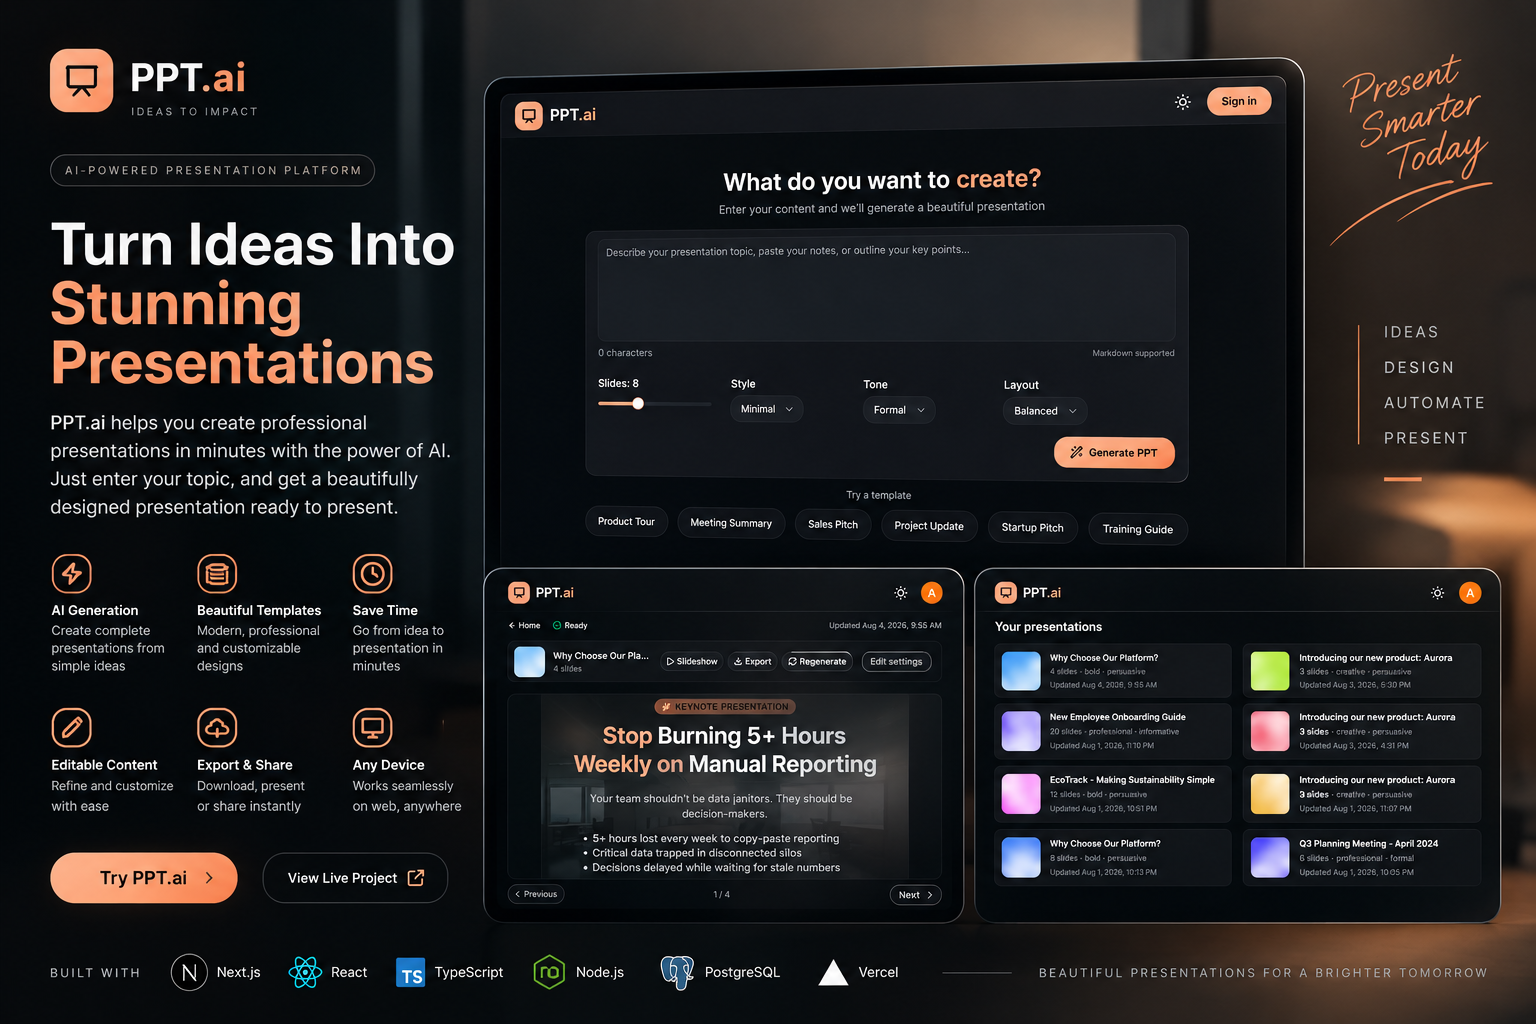 PPT.ai
IDEAS TO IMPACT
AI-POWERED PRESENTATION PLATFORM
Turn Ideas Into
Stunning
Presentations
PPT.ai helps you create professional
presentations in minutes with the power of AI.
Just enter your topic, and get a beautifully
designed presentation ready to present.
AI Generation
Create complete
presentations from
simple ideas
Beautiful Templates
Modern, professional
and customizable
designs
Save Time
Go from idea to
presentation in
minutes
Editable Content
Refine and customize
with ease
Export & Share
Download, present
or share instantly
Any Device
Works seamlessly
on web, anywhere
Try PPT.ai
View Live Project
PPT.ai
Sign in
What do you want to create?
Enter your content and we'll generate a beautiful presentation
Describe your presentation topic, paste your notes, or outline your key points...
0 characters
Markdown supported
Slides: 8
Style
Minimal
Tone
Formal
Layout
Balanced
Generate PPT
Try a template
Product Tour
Meeting Summary
Sales Pitch
Project Update
Startup Pitch
Training Guide
Present
Smarter
Today
IDEAS
DESIGN
AUTOMATE
PRESENT
PPT.ai
A
Home
Ready
Updated Aug 4, 2026, 9:55 AM
Why Choose Our Pla...
4 slides
Slideshow
Export
Regenerate
Edit settings
KEYNOTE PRESENTATION
Stop Burning 5+ Hours
Weekly on Manual Reporting
Your team shouldn't be data janitors. They should be
decision-makers.
• 5+ hours lost every week to copy-paste reporting
• Critical data trapped in disconnected silos
• Decisions delayed while waiting for stale numbers
Previous
1 / 4
Next
PPT.ai
A
Your presentations
Why Choose Our Platform?
4 slides · bold · persuasive
Updated Aug 4, 2026, 9:55 AM
Introducing our new product: Aurora
3 slides · creative · persuasive
Updated Aug 3, 2026, 5:30 PM
New Employee Onboarding Guide
20 slides · professional · informative
Updated Aug 1, 2026, 11:10 PM
Introducing our new product: Aurora
3 slides · creative · persuasive
Updated Aug 3, 2026, 4:31 PM
EcoTrack - Making Sustainability Simple
12 slides · bold · persuasive
Updated Aug 1, 2026, 10:51 PM
Introducing our new product: Aurora
3 slides · creative · persuasive
Updated Aug 1, 2026, 11:07 PM
Why Choose Our Platform?
8 slides · bold · persuasive
Updated Aug 1, 2026, 10:13 PM
Q3 Planning Meeting - April 2024
6 slides · professional · formal
Updated Aug 1, 2026, 10:05 PM
BUILT WITH
N
Next.js
React
TS
TypeScript
Node.js
PostgreSQL
Vercel
BEAUTIFUL PRESENTATIONS FOR A BRIGHTER TOMORROW